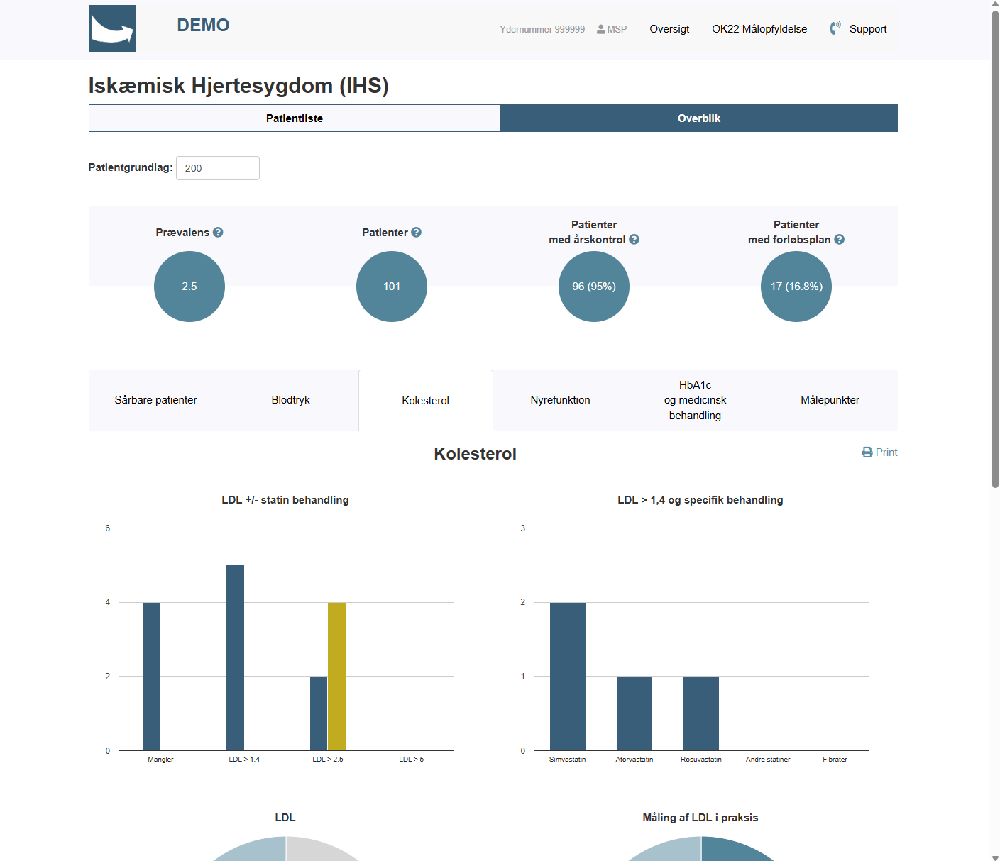 DEMO
Ydernummer 999999
MSP
Oversigt
OK22 Målopfyldelse
Support
Iskæmisk Hjertesygdom (IHS)
Patientliste
Overblik
Patientgrundlag:
200
Prævalens
2.5
Patienter
101
Patienter
med årskontrol
96 (95%)
Patienter
med forløbsplan
17 (16.8%)
Sårbare patienter
Blodtryk
Kolesterol
Nyrefunktion
HbA1c
og medicinsk
behandling
Målepunkter
Kolesterol
Print
LDL +/- statin behandling
6
4
2
0
Mangler
LDL > 1,4
LDL > 2,5
LDL > 5
LDL > 1,4 og specifik behandling
3
2
1
0
Simvastatin
Atorvastatin
Rosuvastatin
Andre statiner
Fibrater
LDL
Måling af LDL i praksis